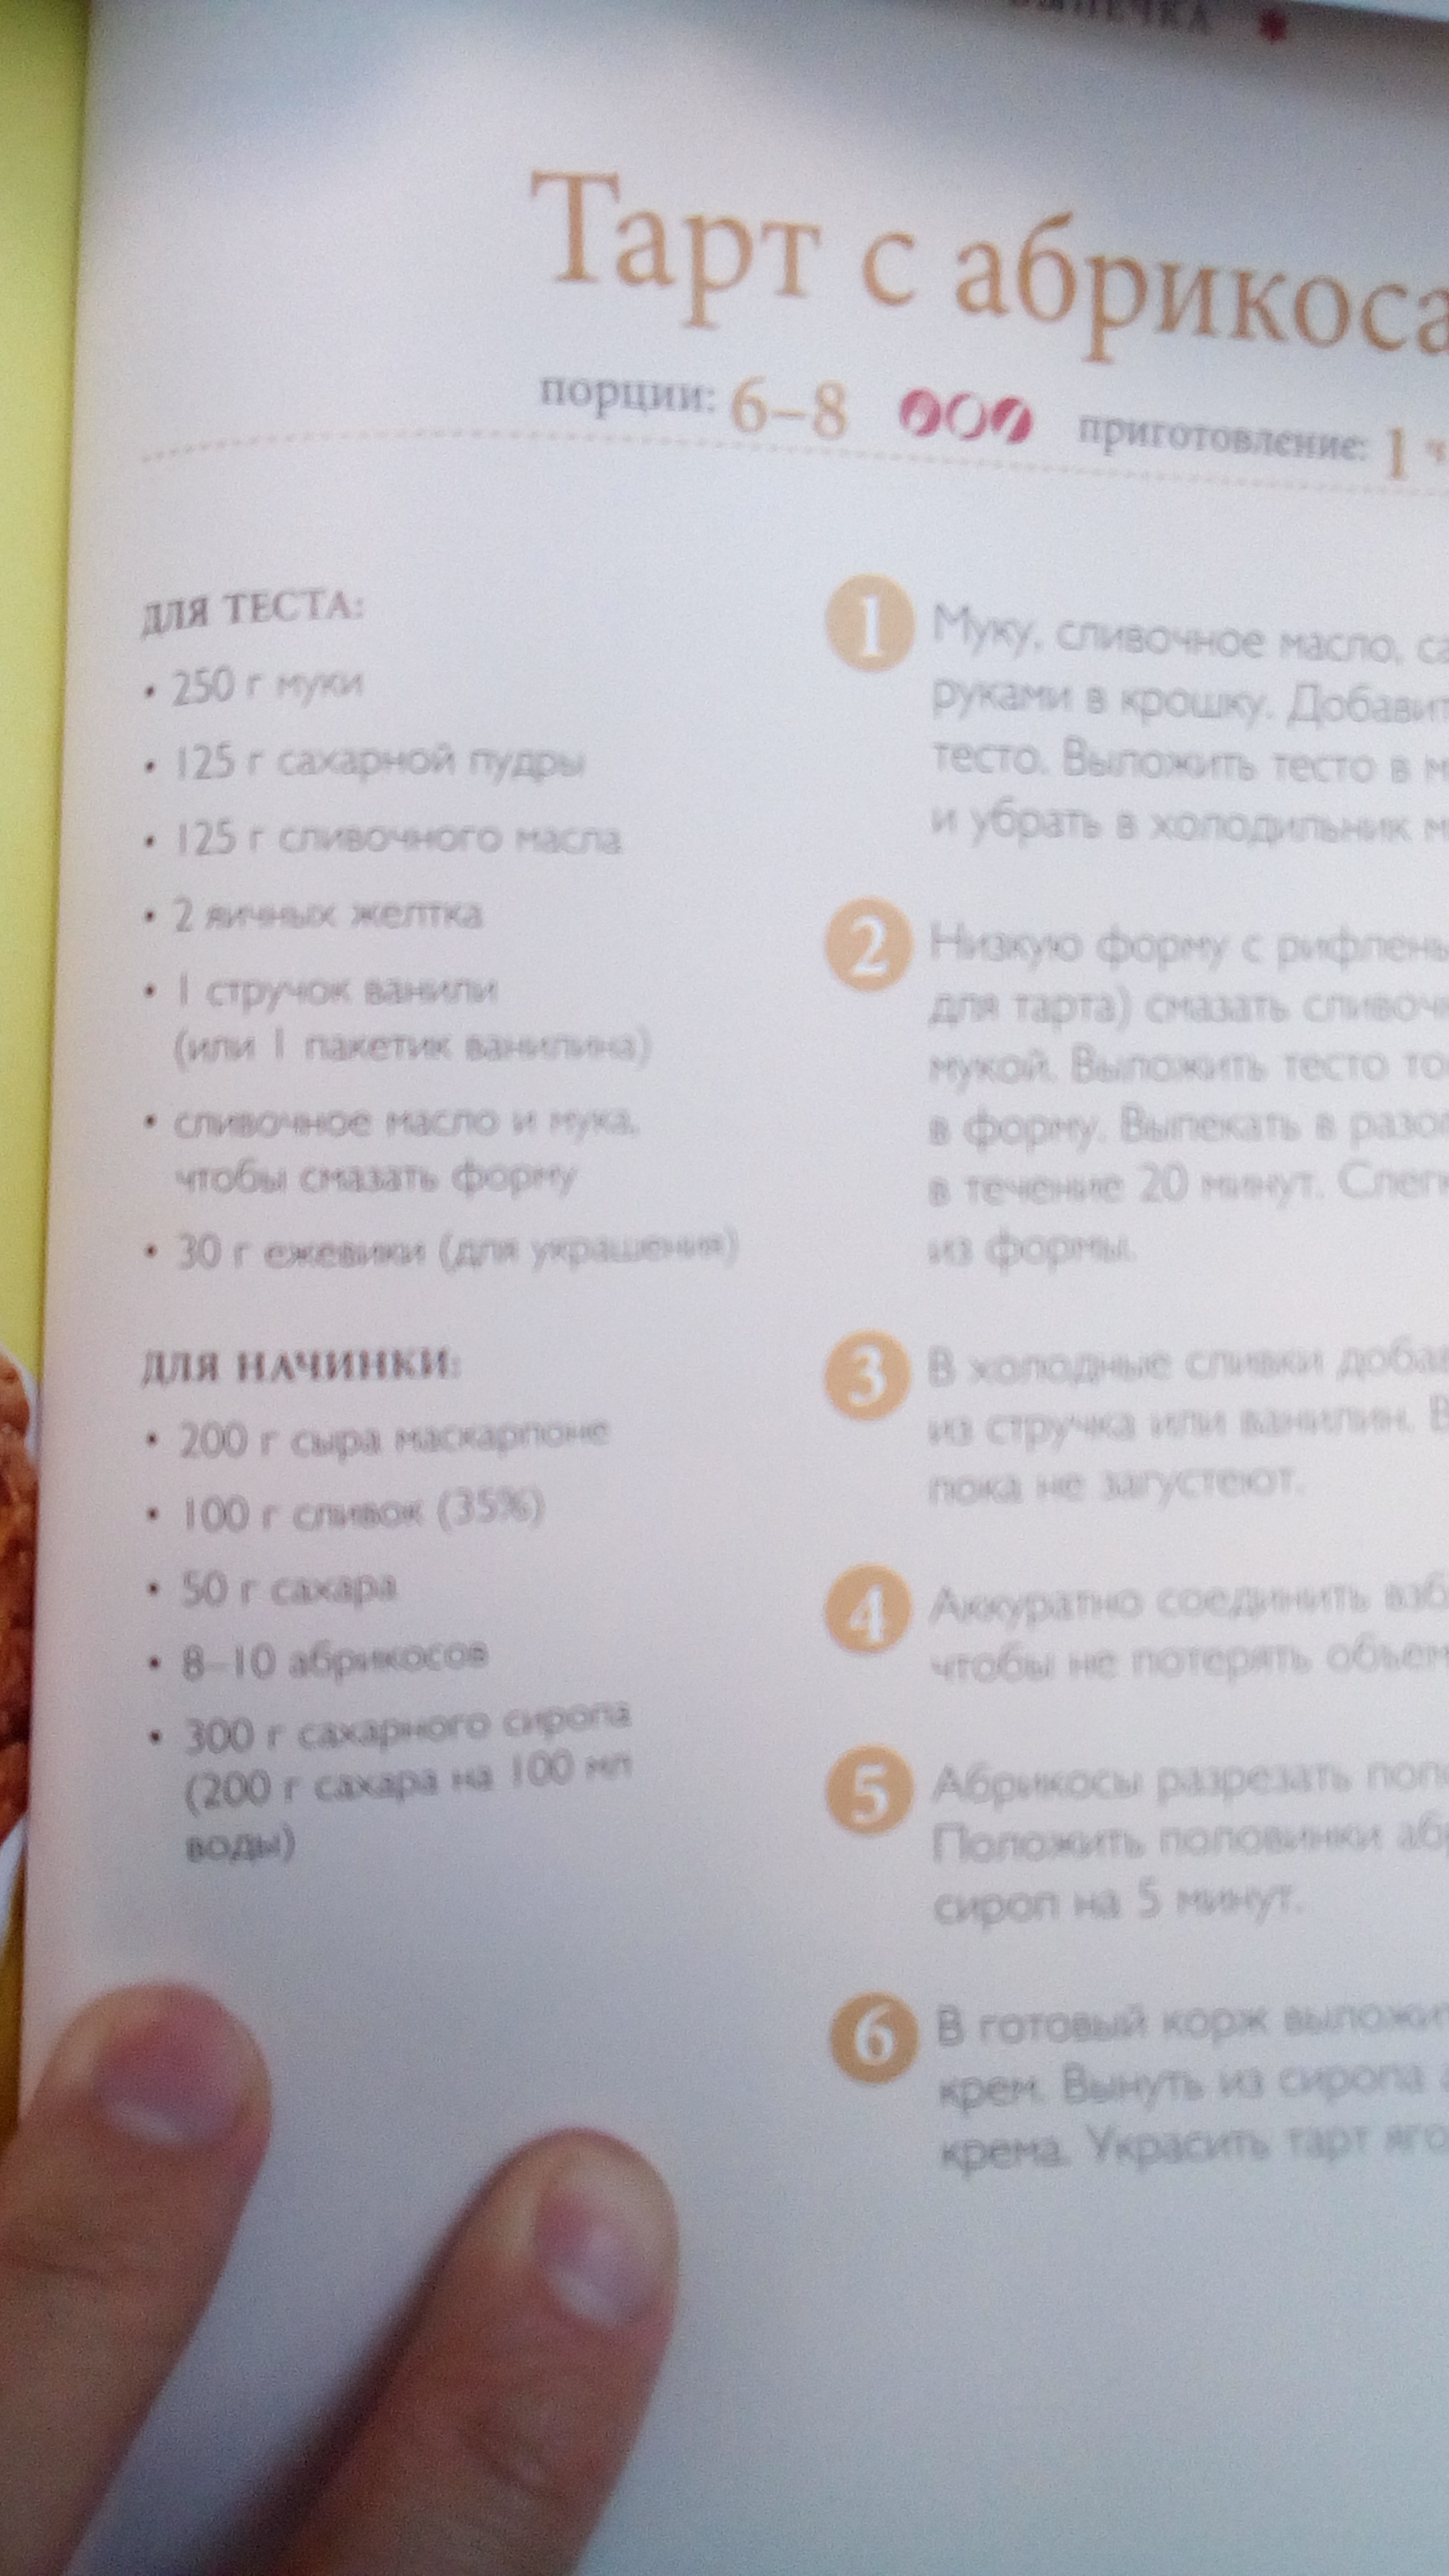 Тарт с абрикоса
порции: 6–8 приготовление: 1 ч
ДЛЯ ТЕСТА:
• 250 г муки
• 125 г сахарной пудры
• 125 г сливочного масла
• 2 яичных желтка
• 1 стручок ванили
(или 1 пакетик ванилина)
• сливочное масло и мука,
чтобы смазать форму
• 30 г ежевики (для украшения)
ДЛЯ НАЧИНКИ:
• 200 г сыра маскарпоне
• 100 г сливок (35%)
• 50 г сахара
• 8–10 абрикосов
• 300 г сахарного сиропа
(200 г сахара на 100 мл
воды)
1 Муку, сливочное масло, са
руками в крошку. Добавит
тесто. Выложить тесто в м
и убрать в холодильник
2 Низкую форму с рифлены
для тарта) смазать сливоч
мукой. Выложить тесто то
в форму. Выпекать в разо
в течение 20 минут. Слег
из формы.
3 В холодные сливки доба
из стручка или ванилин. В
пока не загустеют.
4 Аккуратно соединить взб
чтобы не потерять объем
5 Абрикосы разрезать попо
Положить половинки аб
сироп на 5 минут.
6 В готовый корж выложи
крем. Вынуть из сиропа а
крема. Украсить тарт яго